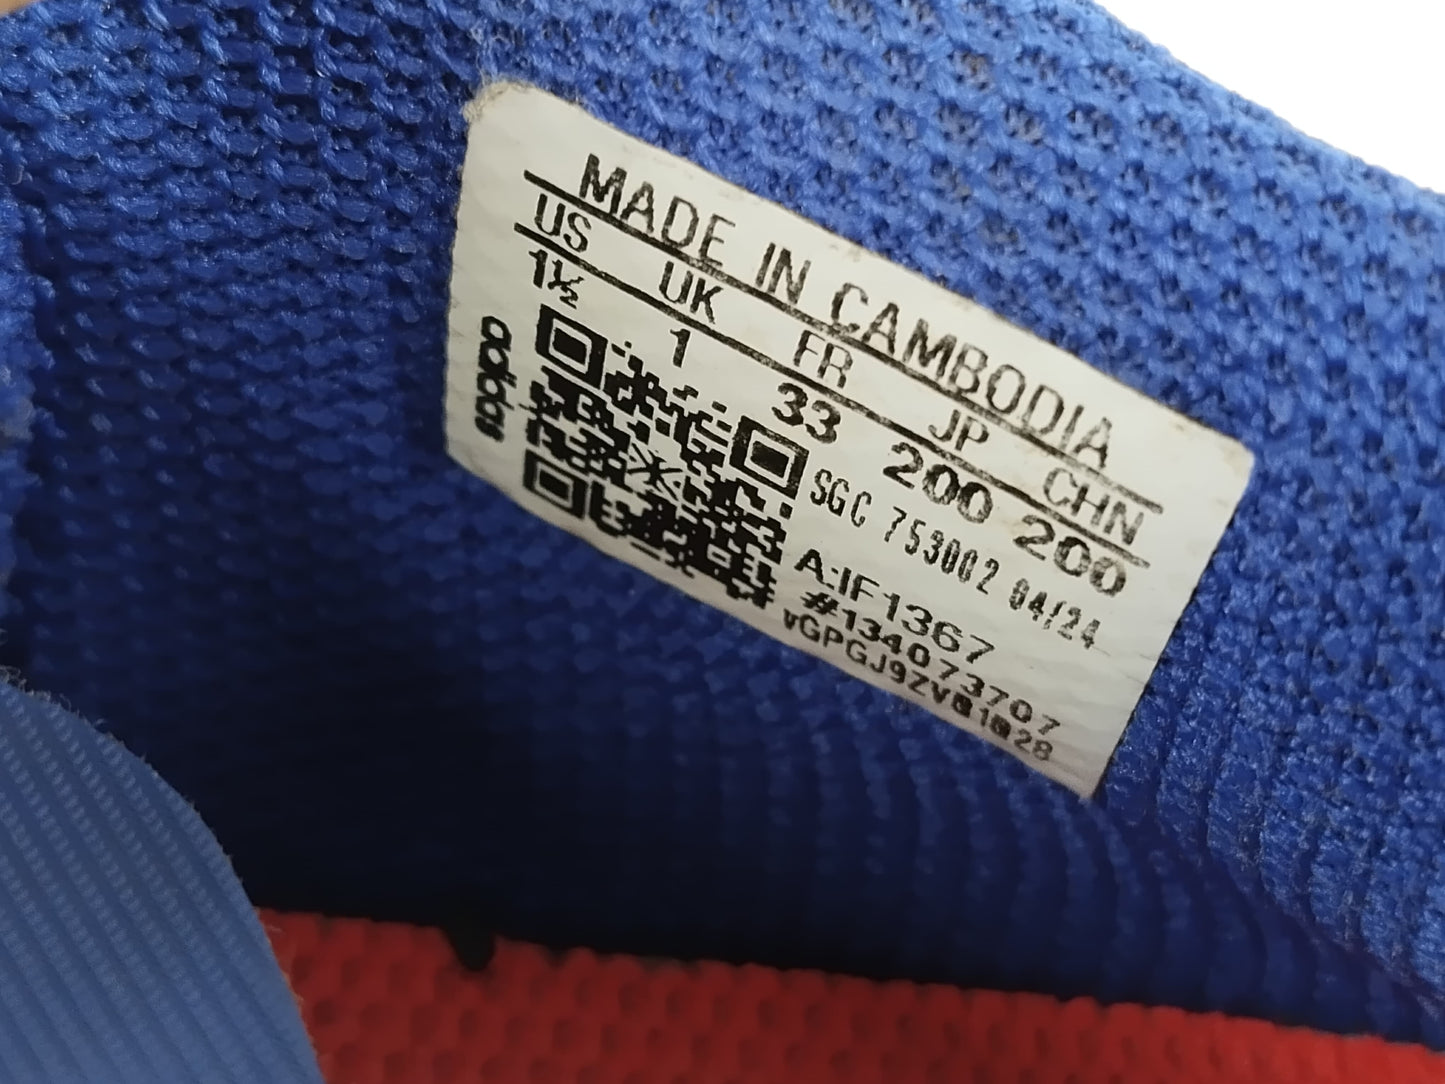 MADE IN CAMBODIA
US UK FR JP CHN
1½ 1 33 200 200
adidas
SGC 753002 04/24
A:IF1367
#134073707
vGPGJ9ZV01028